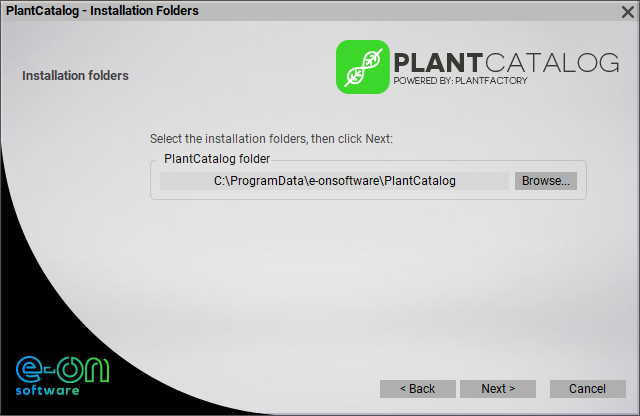 PlantCatalog - Installation Folders
Installation folders
PLANTCATALOG
POWERED BY: PLANTFACTORY
Select the installation folders, then click Next:
PlantCatalog folder
C:\ProgramData\e-onsoftware\PlantCatalog
Browse...
e-on
software
< Back
Next >
Cancel